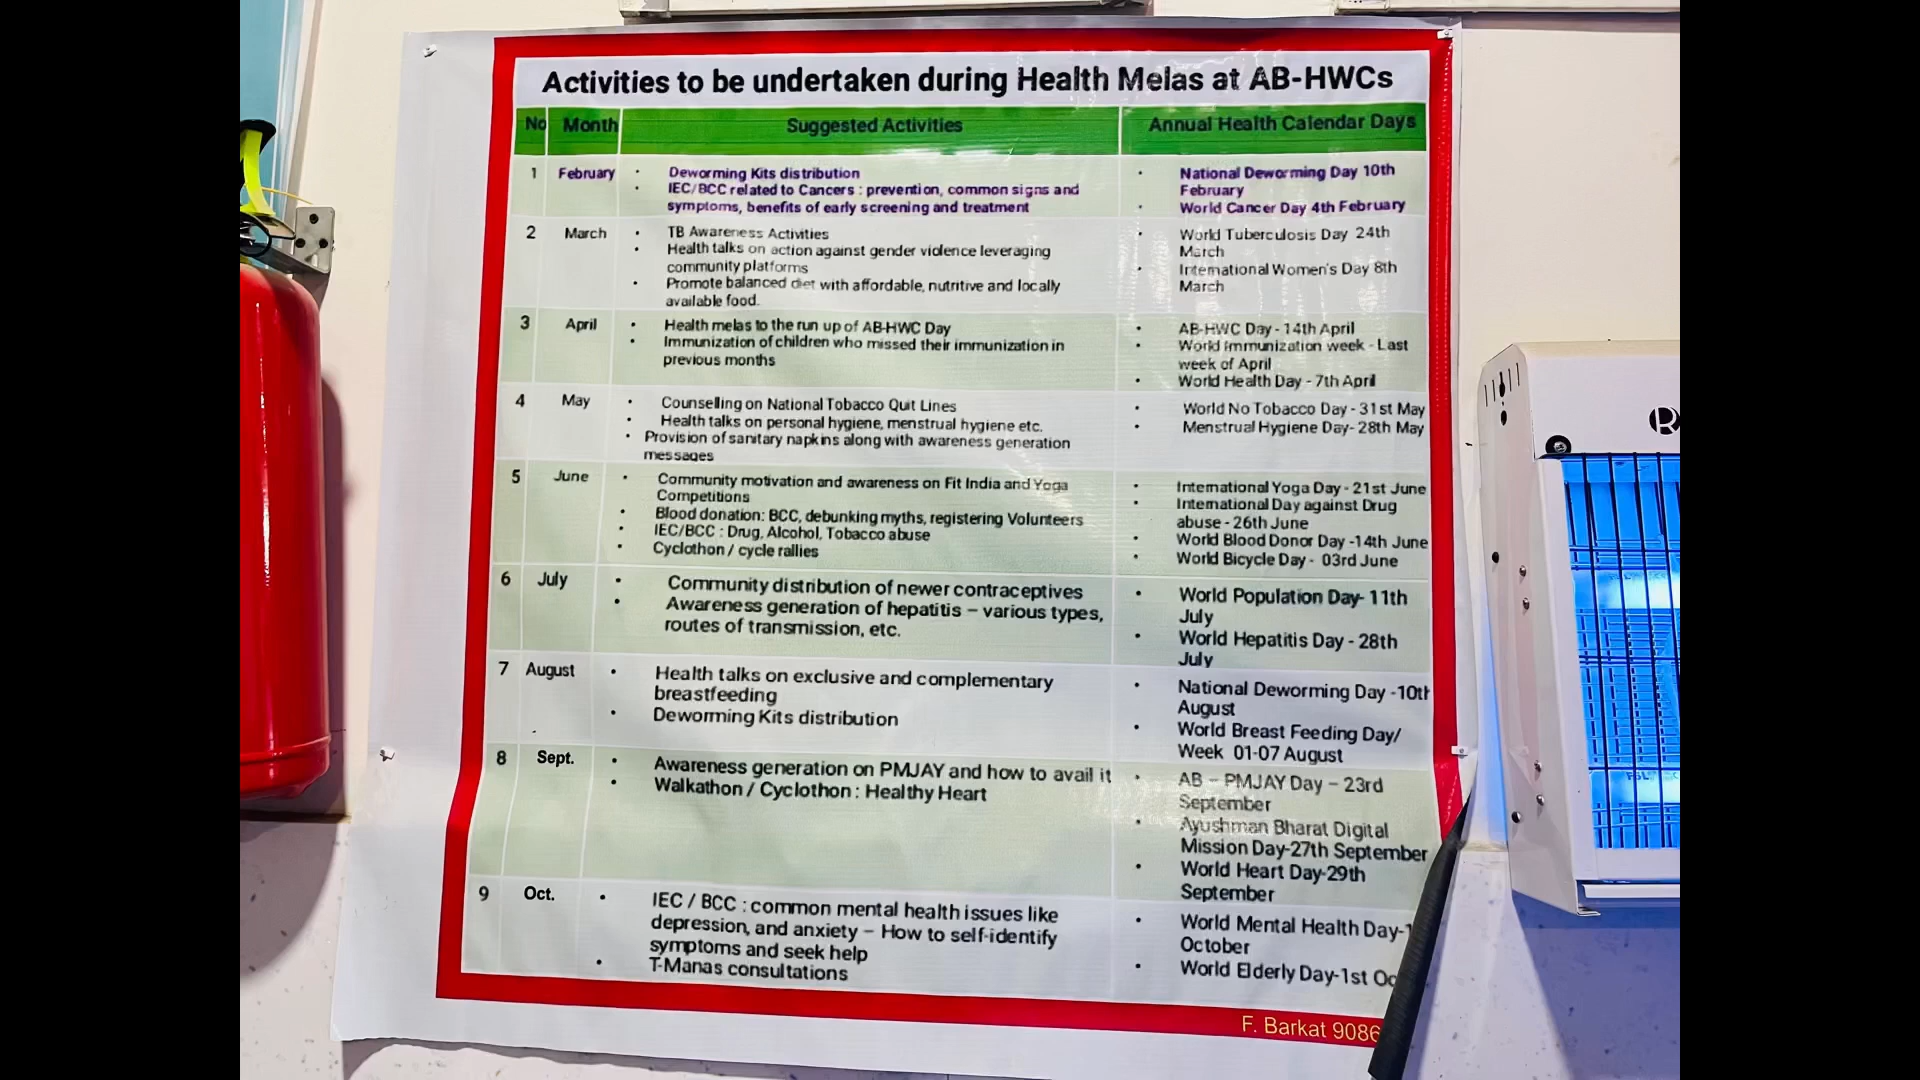 Activities to be undertaken during Health Melas at AB-HWCs
No Month Suggested Activities Annual Health Calendar Days
1 February
• Deworming Kits distribution
• IEC/BCC related to Cancers : prevention, common signs and
symptoms, benefits of early screening and treatment
• National Deworming Day 10th
February
• World Cancer Day 4th February
2 March
• TB Awareness Activities
• Health talks on action against gender violence leveraging
community platforms
• Promote balanced diet with affordable, nutritive and locally
available food.
• World Tuberculosis Day 24th
March
• International Women's Day 8th
March
3 April
• Health melas to the run up of AB-HWC Day
• Immunization of children who missed their immunization in
previous months
• AB-HWC Day - 14th April
• World Immunization week - Last
week of April
• World Health Day - 7th April
4 May
• Counselling on National Tobacco Quit Lines
• Health talks on personal hygiene, menstrual hygiene etc.
• Provision of sanitary napkins along with awareness generation
messages
• World No Tobacco Day - 31st May
• Menstrual Hygiene Day- 28th May
5 June
• Community motivation and awareness on Fit India and Yoga
Competitions
• Blood donation: BCC, debunking myths, registering Volunteers
• IEC/BCC : Drug, Alcohol, Tobacco abuse
• Cyclothon / cycle rallies
• International Yoga Day - 21st June
• International Day against Drug
abuse - 26th June
• World Blood Donor Day -14th June
• World Bicycle Day - 03rd June
6 July
• Community distribution of newer contraceptives
• Awareness generation of hepatitis – various types,
routes of transmission, etc.
• World Population Day- 11th
July
• World Hepatitis Day - 28th
July
7 August
• Health talks on exclusive and complementary
breastfeeding
• Deworming Kits distribution
• National Deworming Day -10th
August
• World Breast Feeding Day/
Week 01-07 August
8 Sept.
• Awareness generation on PMJAY and how to avail it
• Walkathon / Cyclothon : Healthy Heart
• AB – PMJAY Day – 23rd
September
• Ayushman Bharat Digital
Mission Day-27th September
• World Heart Day-29th
September
9 Oct.
• IEC / BCC : common mental health issues like
depression, and anxiety – How to self-identify
symptoms and seek help
• T-Manas consultations
• World Mental Health Day-
October
• World Elderly Day-1st Oc
F. Barkat 9086
R